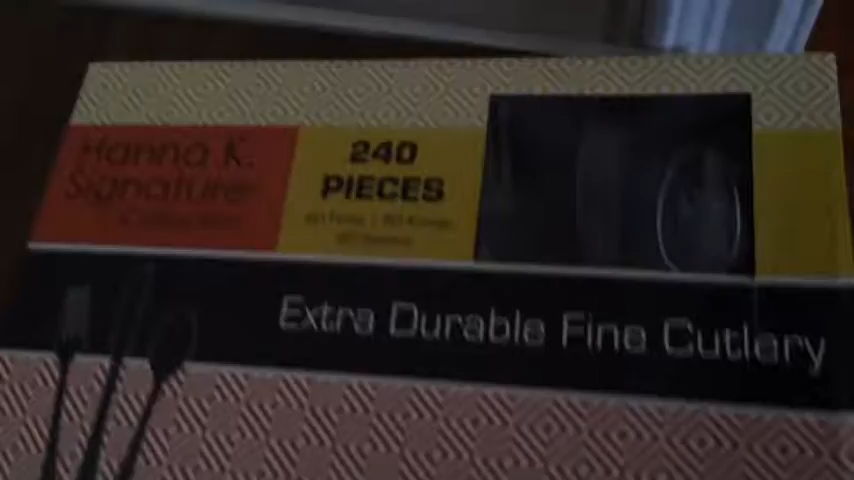 Hanna K.
Signature
240
PIECES
Extra Durable Fine Cutlery